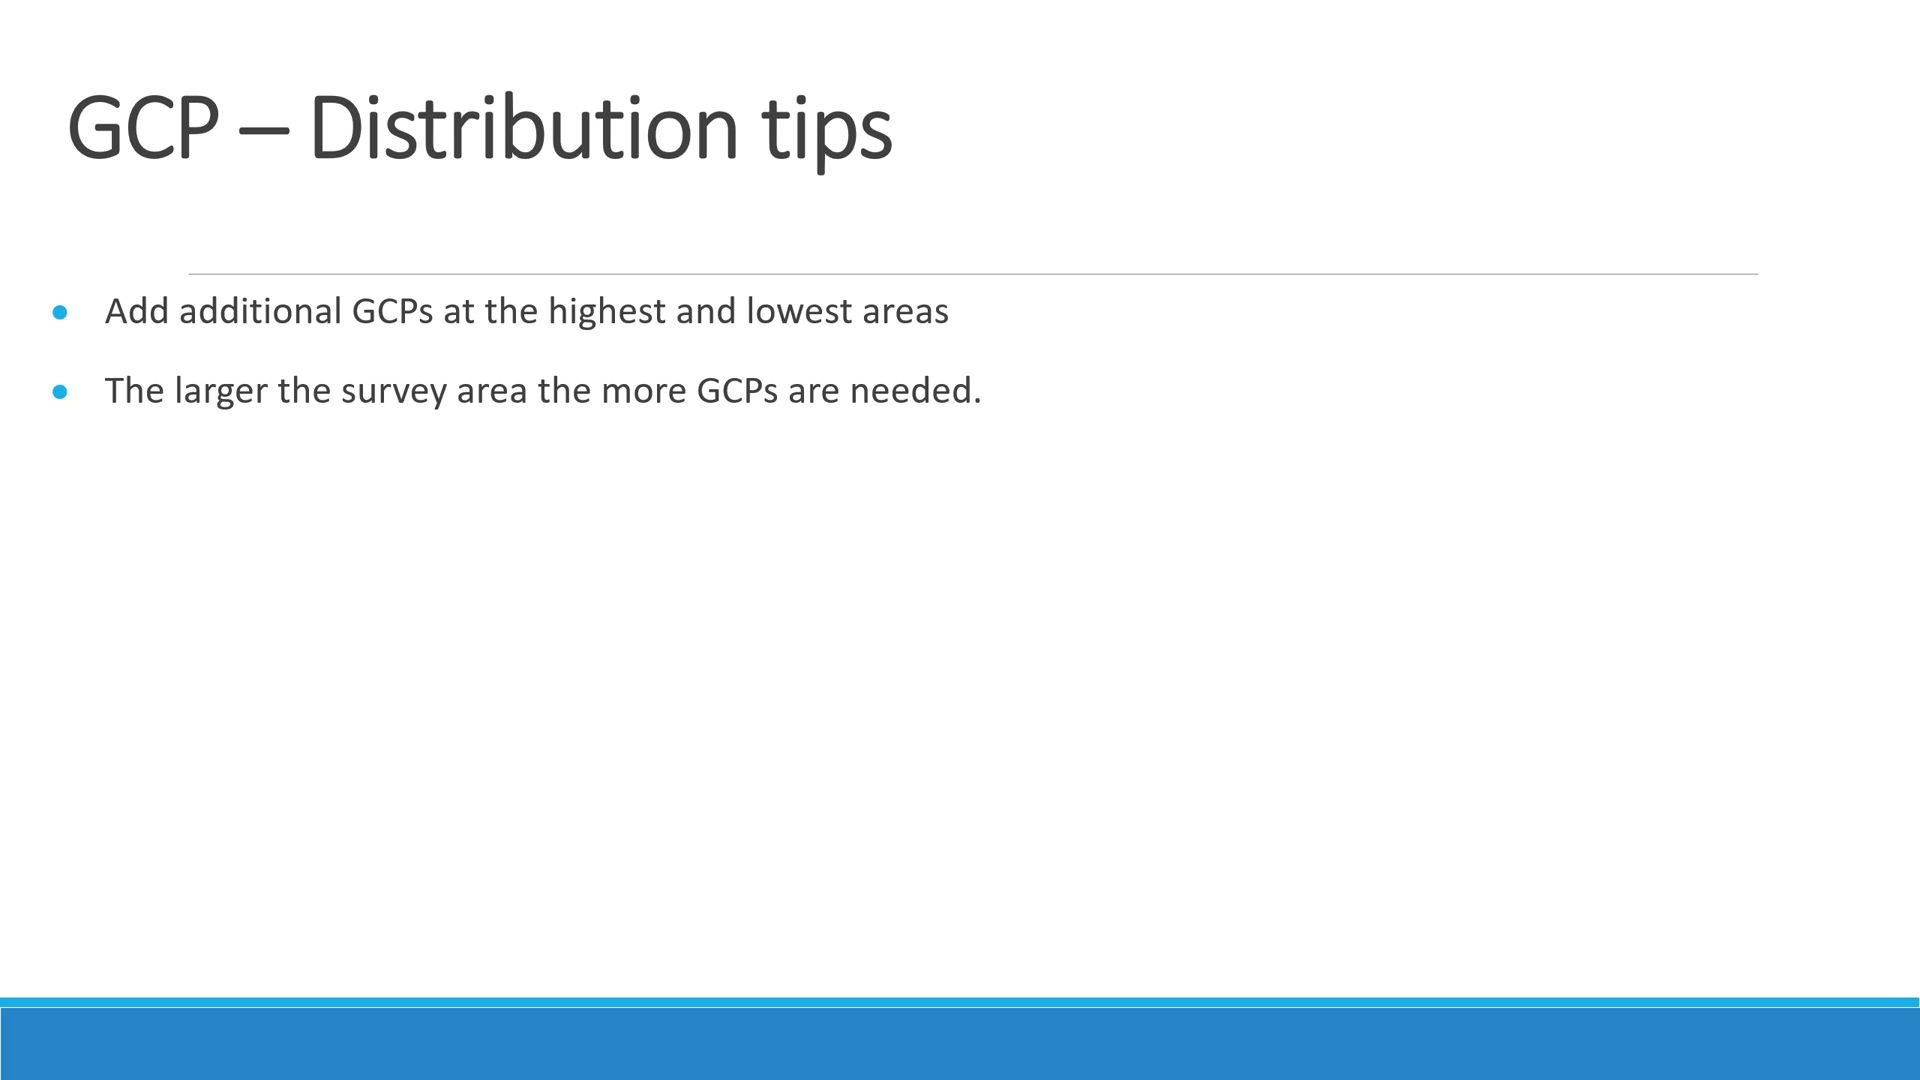 GCP – Distribution tips
• Add additional GCPs at the highest and lowest areas
• The larger the survey area the more GCPs are needed.